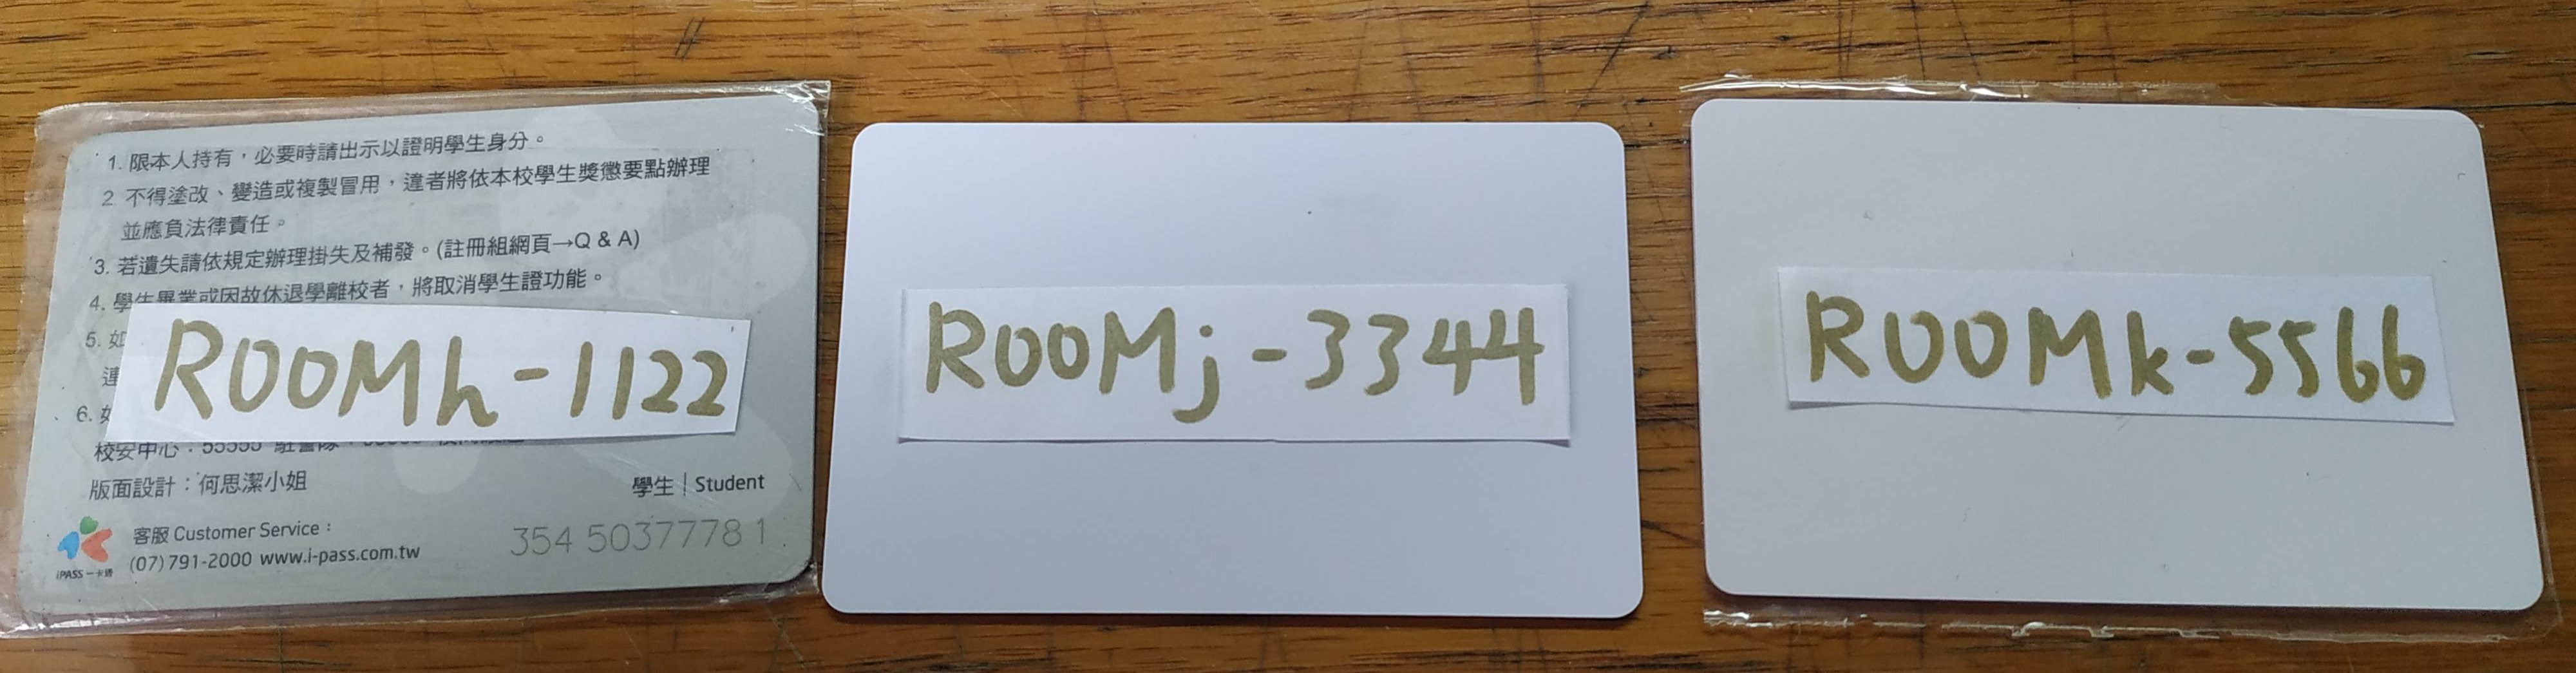 1. 限本人持有，必要時請出示以證明學生身分。
2 不得塗改、變造或複製冒用，違者將依本校學生獎懲要點辦理
並應負法律責任。
3. 若遺失請依規定辦理掛失及補發。(註冊組網頁→Q & A)
4. 學生畢業或因故休退學離校者，將取消學生證功能。
5. 如
連
6. 如
ROOMh-1122
校安中心：55555 駐警隊：
版面設計：何思潔小姐
學生｜Student
客服 Customer Service：
(07)791-2000 www.i-pass.com.tw
iPASS 一卡通
354 50377778 1
ROOMj-3344
ROOMk-5566